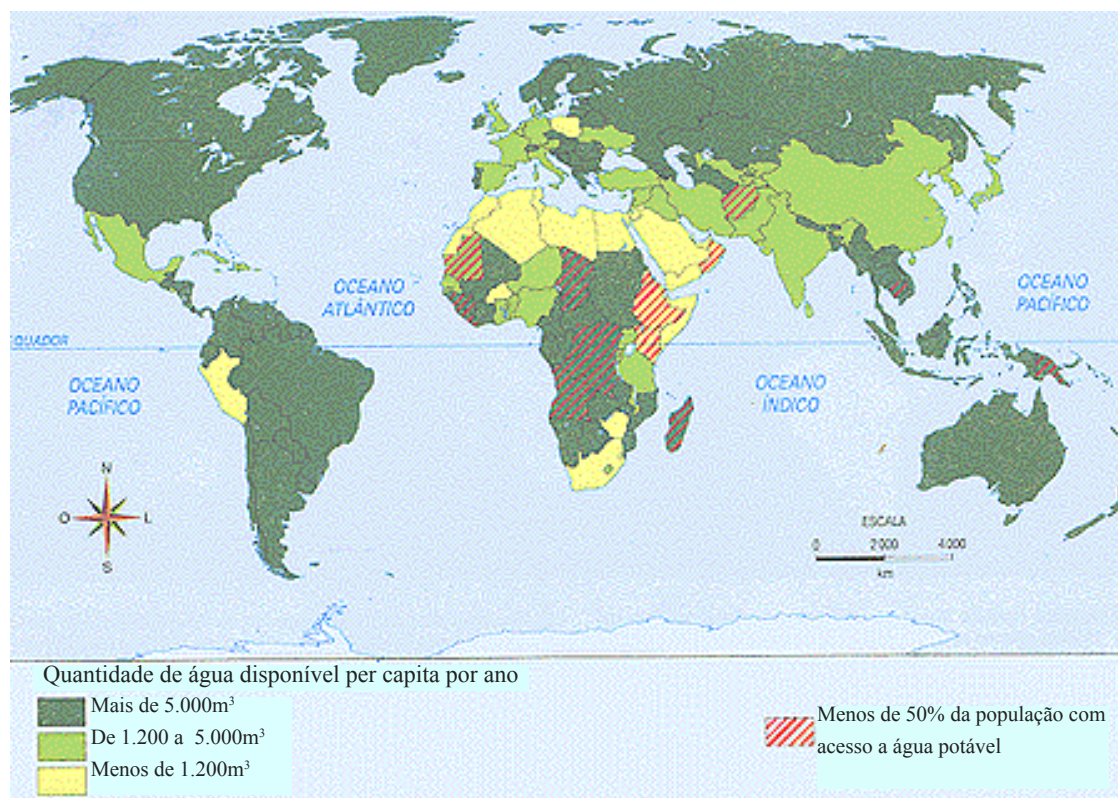 OCEANO
ATLÂNTICO
OCEANO
PACÍFICO
EQUADOR
OCEANO
PACÍFICO
OCEANO
ÍNDICO
N
O
L
S
ESCALA
0 2000 4000
km
Quantidade de água disponível per capita por ano
Mais de 5.000m³
De 1.200 a 5.000m³
Menos de 1.200m³
Menos de 50% da população com
acesso a água potável